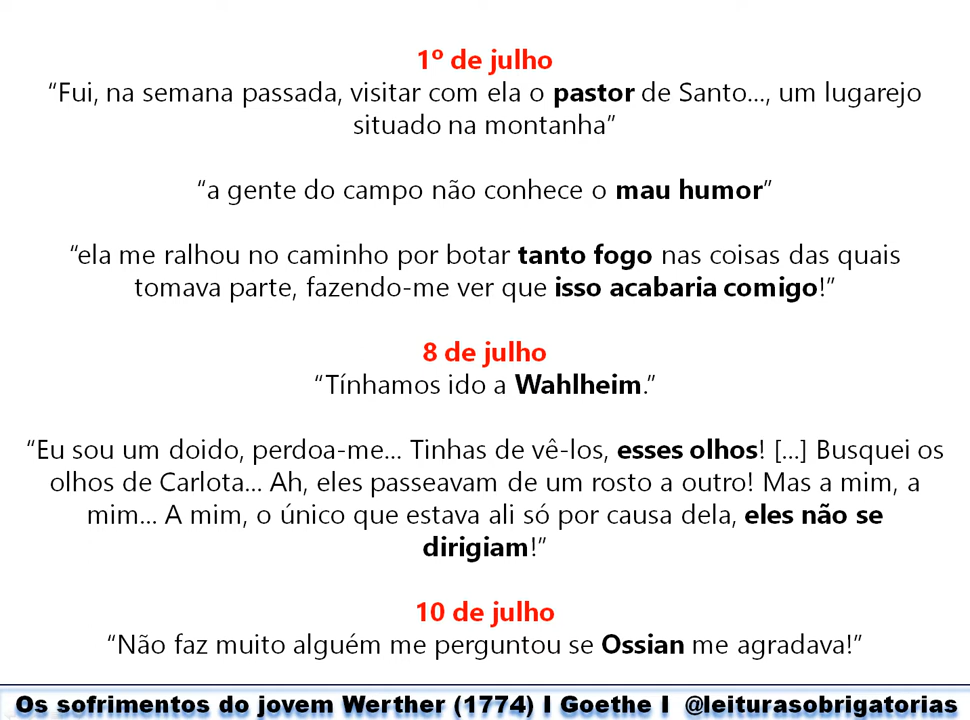 1º de julho
“Fui, na semana passada, visitar com ela o pastor de Santo..., um lugarejo
situado na montanha”
“a gente do campo não conhece o mau humor”
“ela me ralhou no caminho por botar tanto fogo nas coisas das quais
tomava parte, fazendo-me ver que isso acabaria comigo!”
8 de julho
“Tínhamos ido a Wahlheim.”
“Eu sou um doido, perdoa-me... Tinhas de vê-los, esses olhos! [...] Busquei os
olhos de Carlota... Ah, eles passeavam de um rosto a outro! Mas a mim, a
mim... A mim, o único que estava ali só por causa dela, eles não se
dirigiam!”
10 de julho
“Não faz muito alguém me perguntou se Ossian me agradava!”
Os sofrimentos do jovem Werther (1774) I Goethe I @leiturasobrigatorias